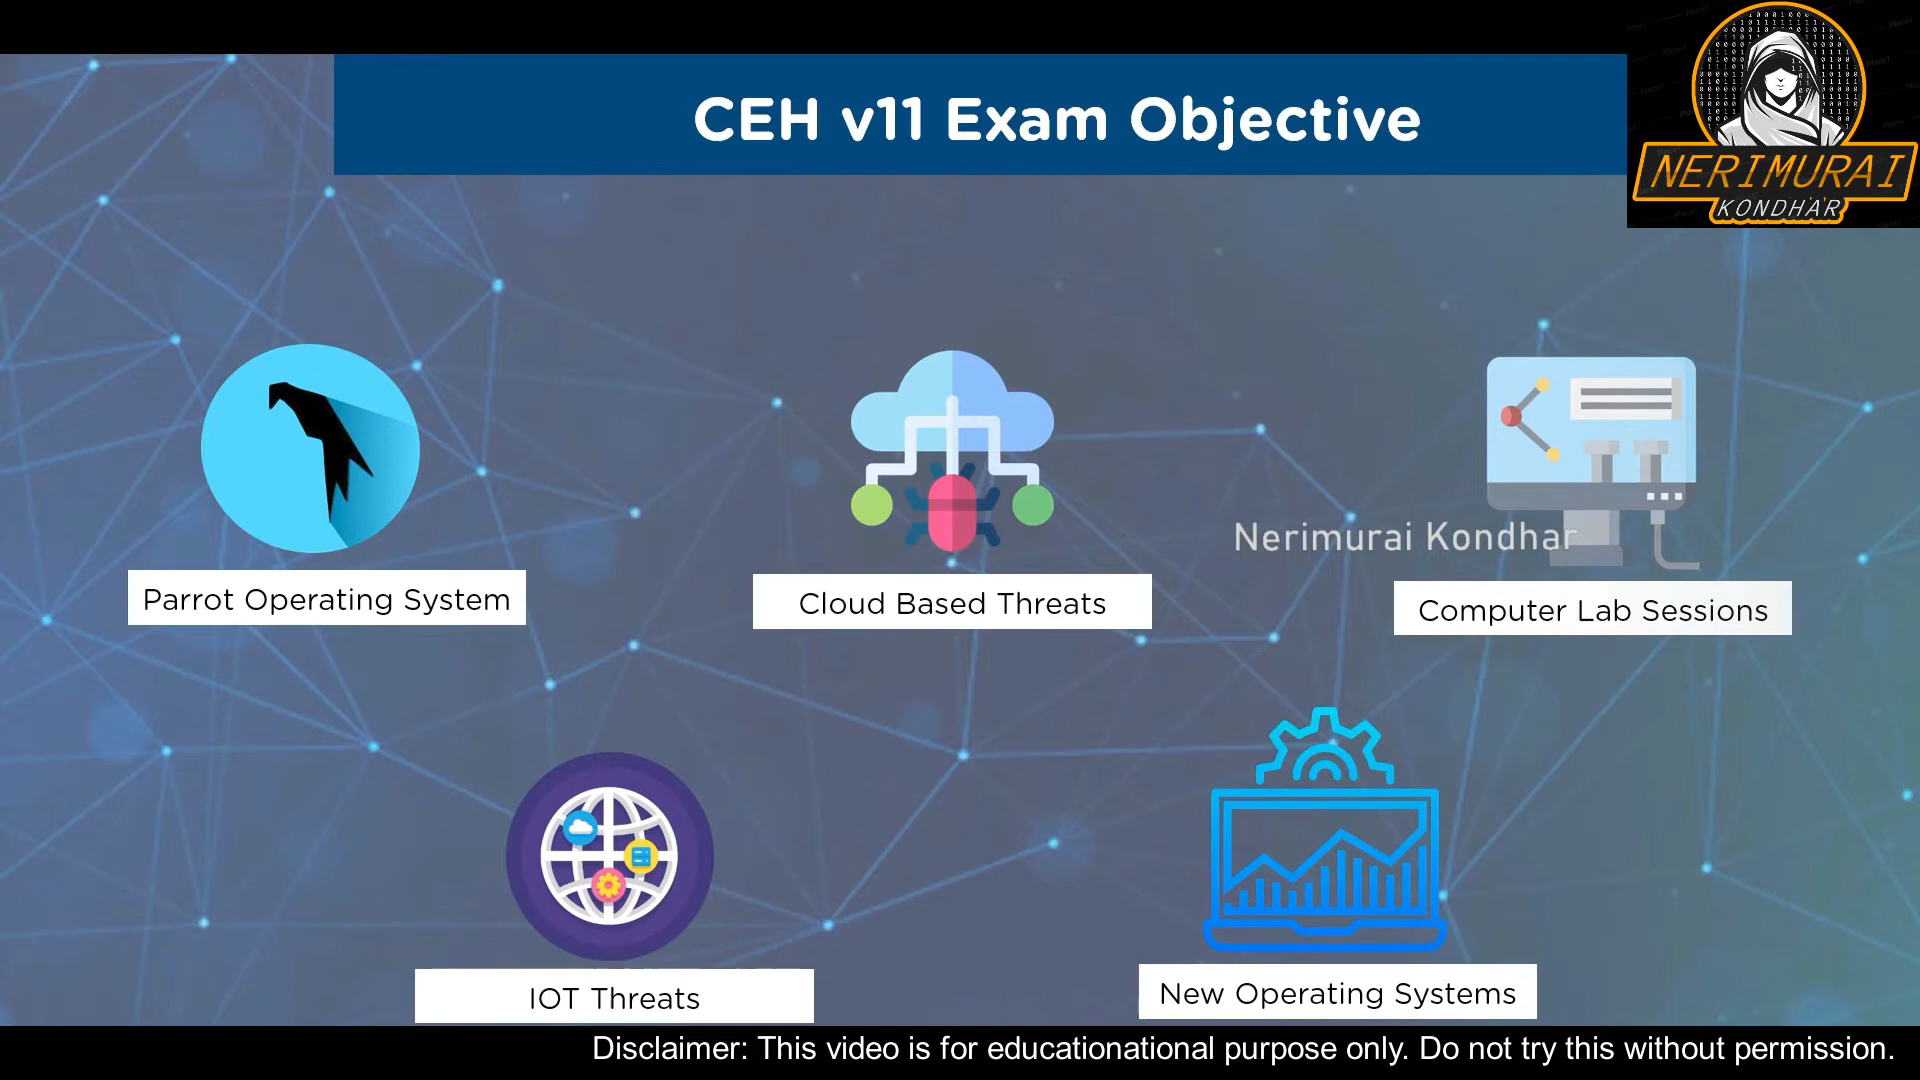 CEH v11 Exam Objective
NERIMURAI
KONDHAR
Nerimurai Kondhar
Parrot Operating System
Cloud Based Threats
Computer Lab Sessions
IOT Threats
New Operating Systems
Disclaimer: This video is for educationational purpose only. Do not try this without permission.